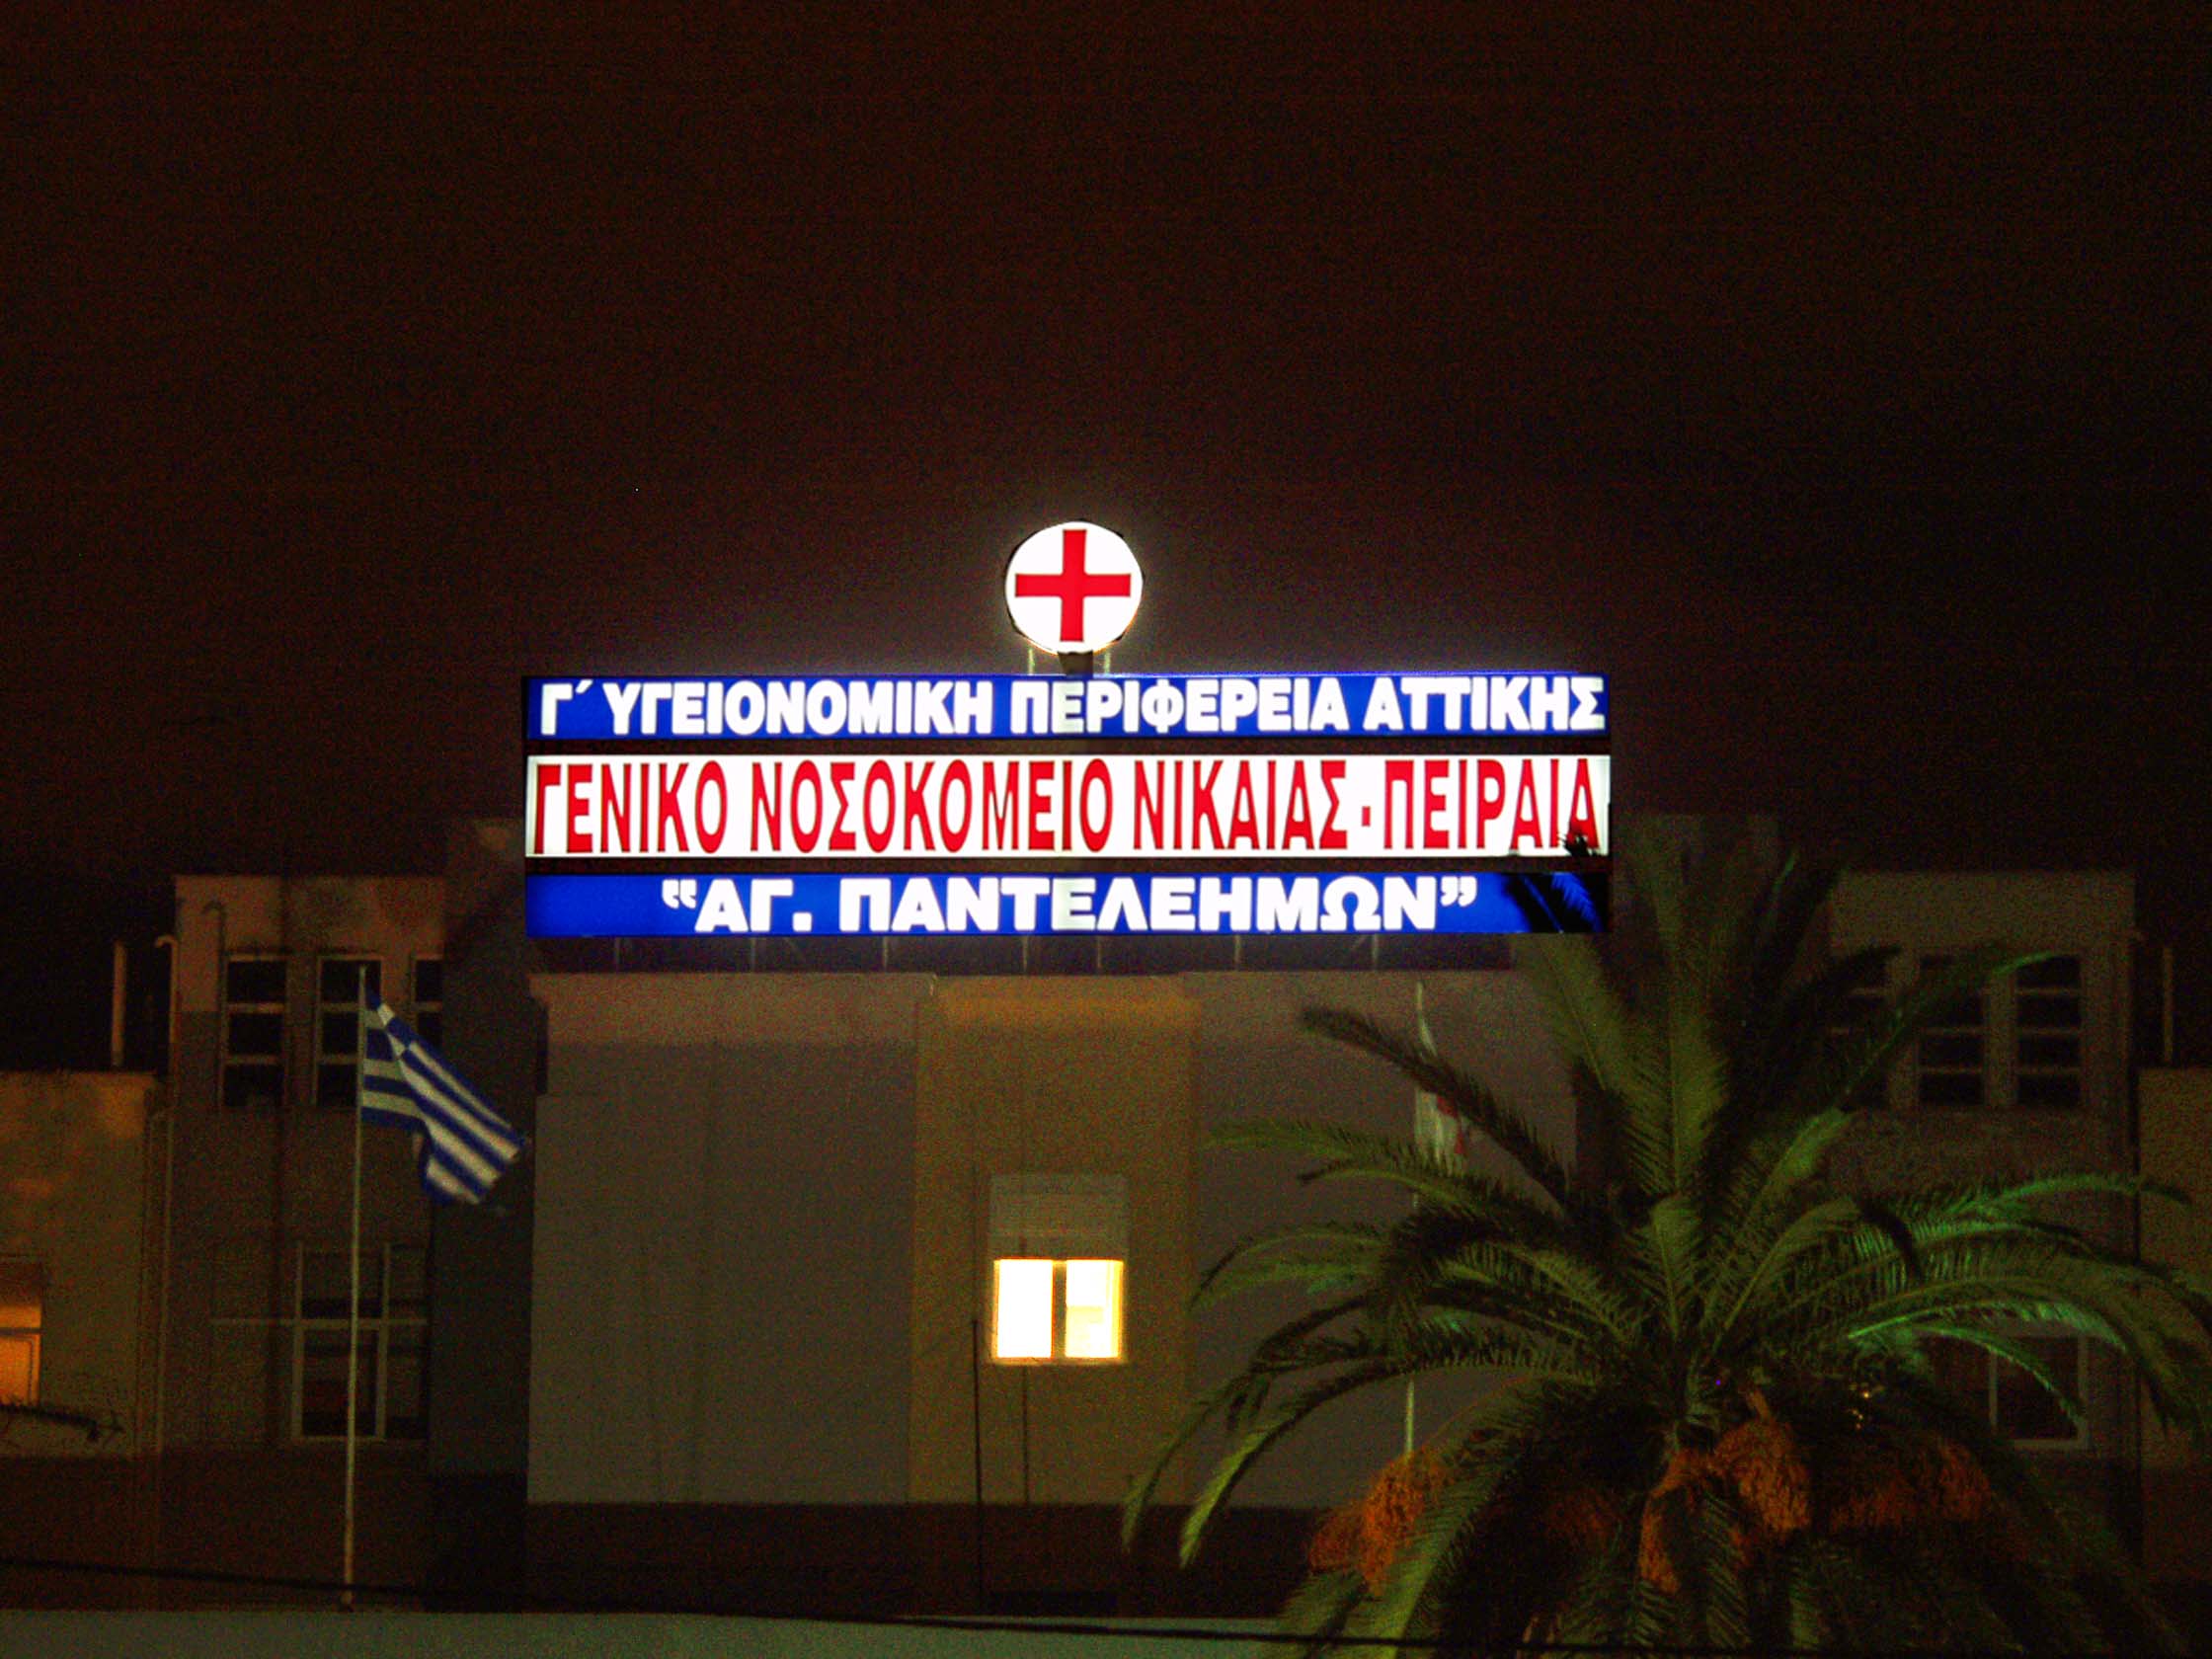 Γ΄ ΥΓΕΙΟΝΟΜΙΚΗ ΠΕΡΙΦΕΡΕΙΑ ΑΤΤΙΚΗΣ
ΓΕΝΙΚΟ ΝΟΣΟΚΟΜΕΙΟ ΝΙΚΑΙΑΣ - ΠΕΙΡΑΙΑ
“ΑΓ. ΠΑΝΤΕΛΕΗΜΩΝ”